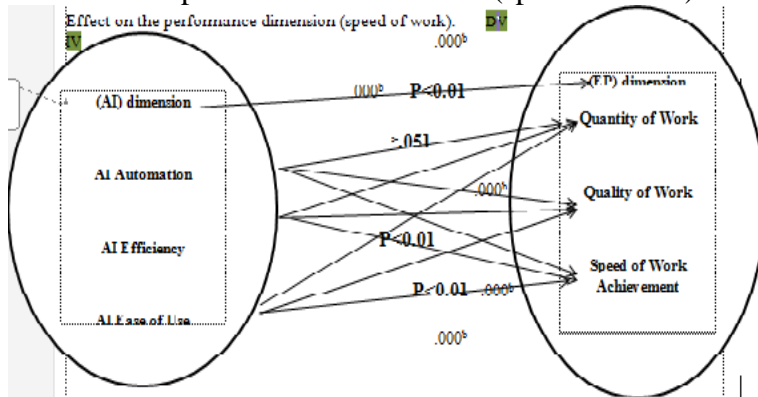 Effect on the performance dimension (speed of work). DV
IV
.000ᵇ
(AI) dimension
.000ᵇ P<0.01
(EP) dimension
Quantity of Work
>.051
AI Automation
.000ᵇ
Quality of Work
P<0.01
AI Efficiency
Speed of Work
Achievement
P<0.01 .000ᵇ
AI Ease of Use
.000ᵇ